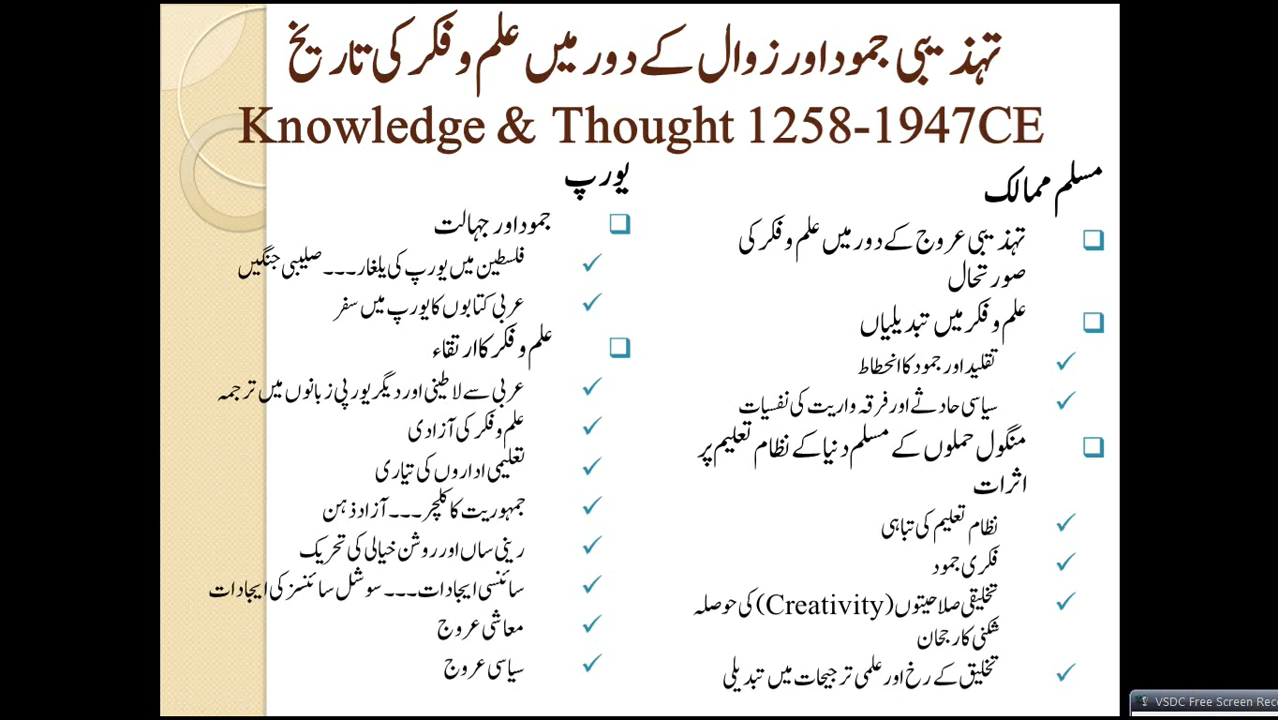 تہذیبی جمود اور زوال کے دور میں علم و فکر کی تاریخ
Knowledge & Thought 1258-1947CE
مسلم ممالک
تہذیبی عروج کے دور میں علم و فکر کی
صورتحال
علم و فکر میں تبدیلیاں
تقلید اور جمود کا انحطاط
سیاسی حادثے اور فرقہ واریت کی نفسیات
منگول حملوں کے مسلم دنیا کے نظام تعلیم پر
اثرات
نظام تعلیم کی تباہی
فکری جمود
تخلیقی صلاحیتوں (Creativity) کی حوصلہ
شکنی کا رجحان
تخلیق کے رخ اور علمی ترجیحات میں تبدیلی
یورپ
جمود اور جہالت
فلسطین میں یورپ کی یلغار۔۔۔ صلیبی جنگیں
عربی کتابوں کا یورپ میں سفر
علم و فکر کا ارتقاء
عربی سے لاطینی اور دیگر یورپی زبانوں میں ترجمہ
علم و فکر کی آزادی
تعلیمی اداروں کی تیاری
جمہوریت کا کلچر۔۔۔ آزاد ذہن
رینی ساں اور روشن خیالی کی تحریک
سائنسی ایجادات۔۔۔ سوشل سائنسز کی ایجادات
معاشی عروج
سیاسی عروج
VSDC Free Screen Rec